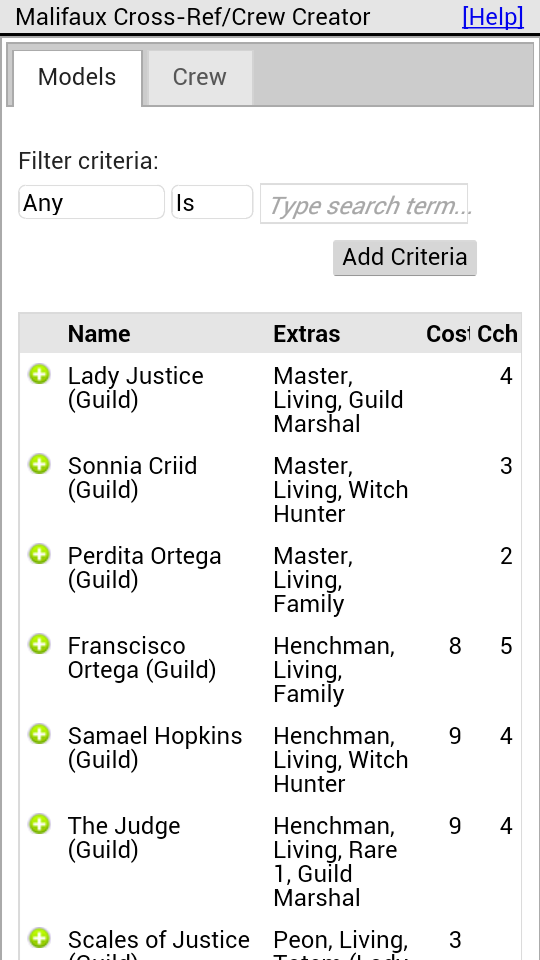 Malifaux Cross-Ref/Crew Creator [Help]
Models Crew
Filter criteria:
Any Is Type search term...
Add Criteria
Name Extras Cost Cch
Lady Justice Master, 4
(Guild) Living, Guild
Marshal
Sonnia Criid Master, 3
(Guild) Living, Witch
Hunter
Perdita Ortega Master, 2
(Guild) Living,
Family
Franscisco Henchman, 8 5
Ortega (Guild) Living,
Family
Samael Hopkins Henchman, 9 4
(Guild) Living, Witch
Hunter
The Judge Henchman, 9 4
(Guild) Living, Rare
1, Guild
Marshal
Scales of Justice Peon, Living, 3
(Guild) Totem (Lady